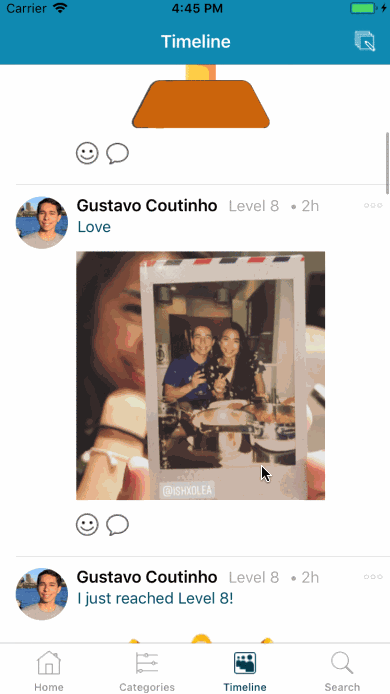 Carrier 4:45 PM
Timeline
Gustavo Coutinho Level 8 • 2h
Love
@ISHXDLEA
Gustavo Coutinho Level 8 • 2h
I just reached Level 8!
Home Categories Timeline Search